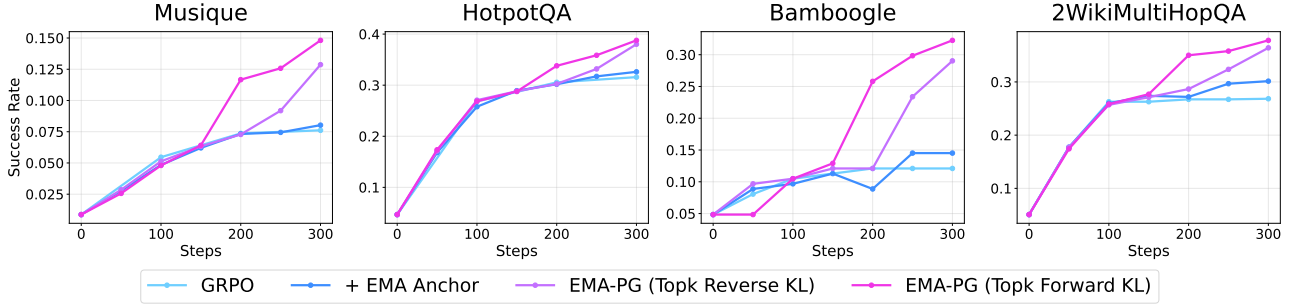 Musique
HotpotQA
Bamboogle
2WikiMultiHopQA
Success Rate
0.150
0.125
0.100
0.075
0.050
0.025
0 100 200 300
Steps
0.4
0.3
0.2
0.1
0 100 200 300
Steps
0.30
0.25
0.20
0.15
0.10
0.05
0 100 200 300
Steps
0.3
0.2
0.1
0 100 200 300
Steps
GRPO + EMA Anchor EMA-PG (Topk Reverse KL) EMA-PG (Topk Forward KL)